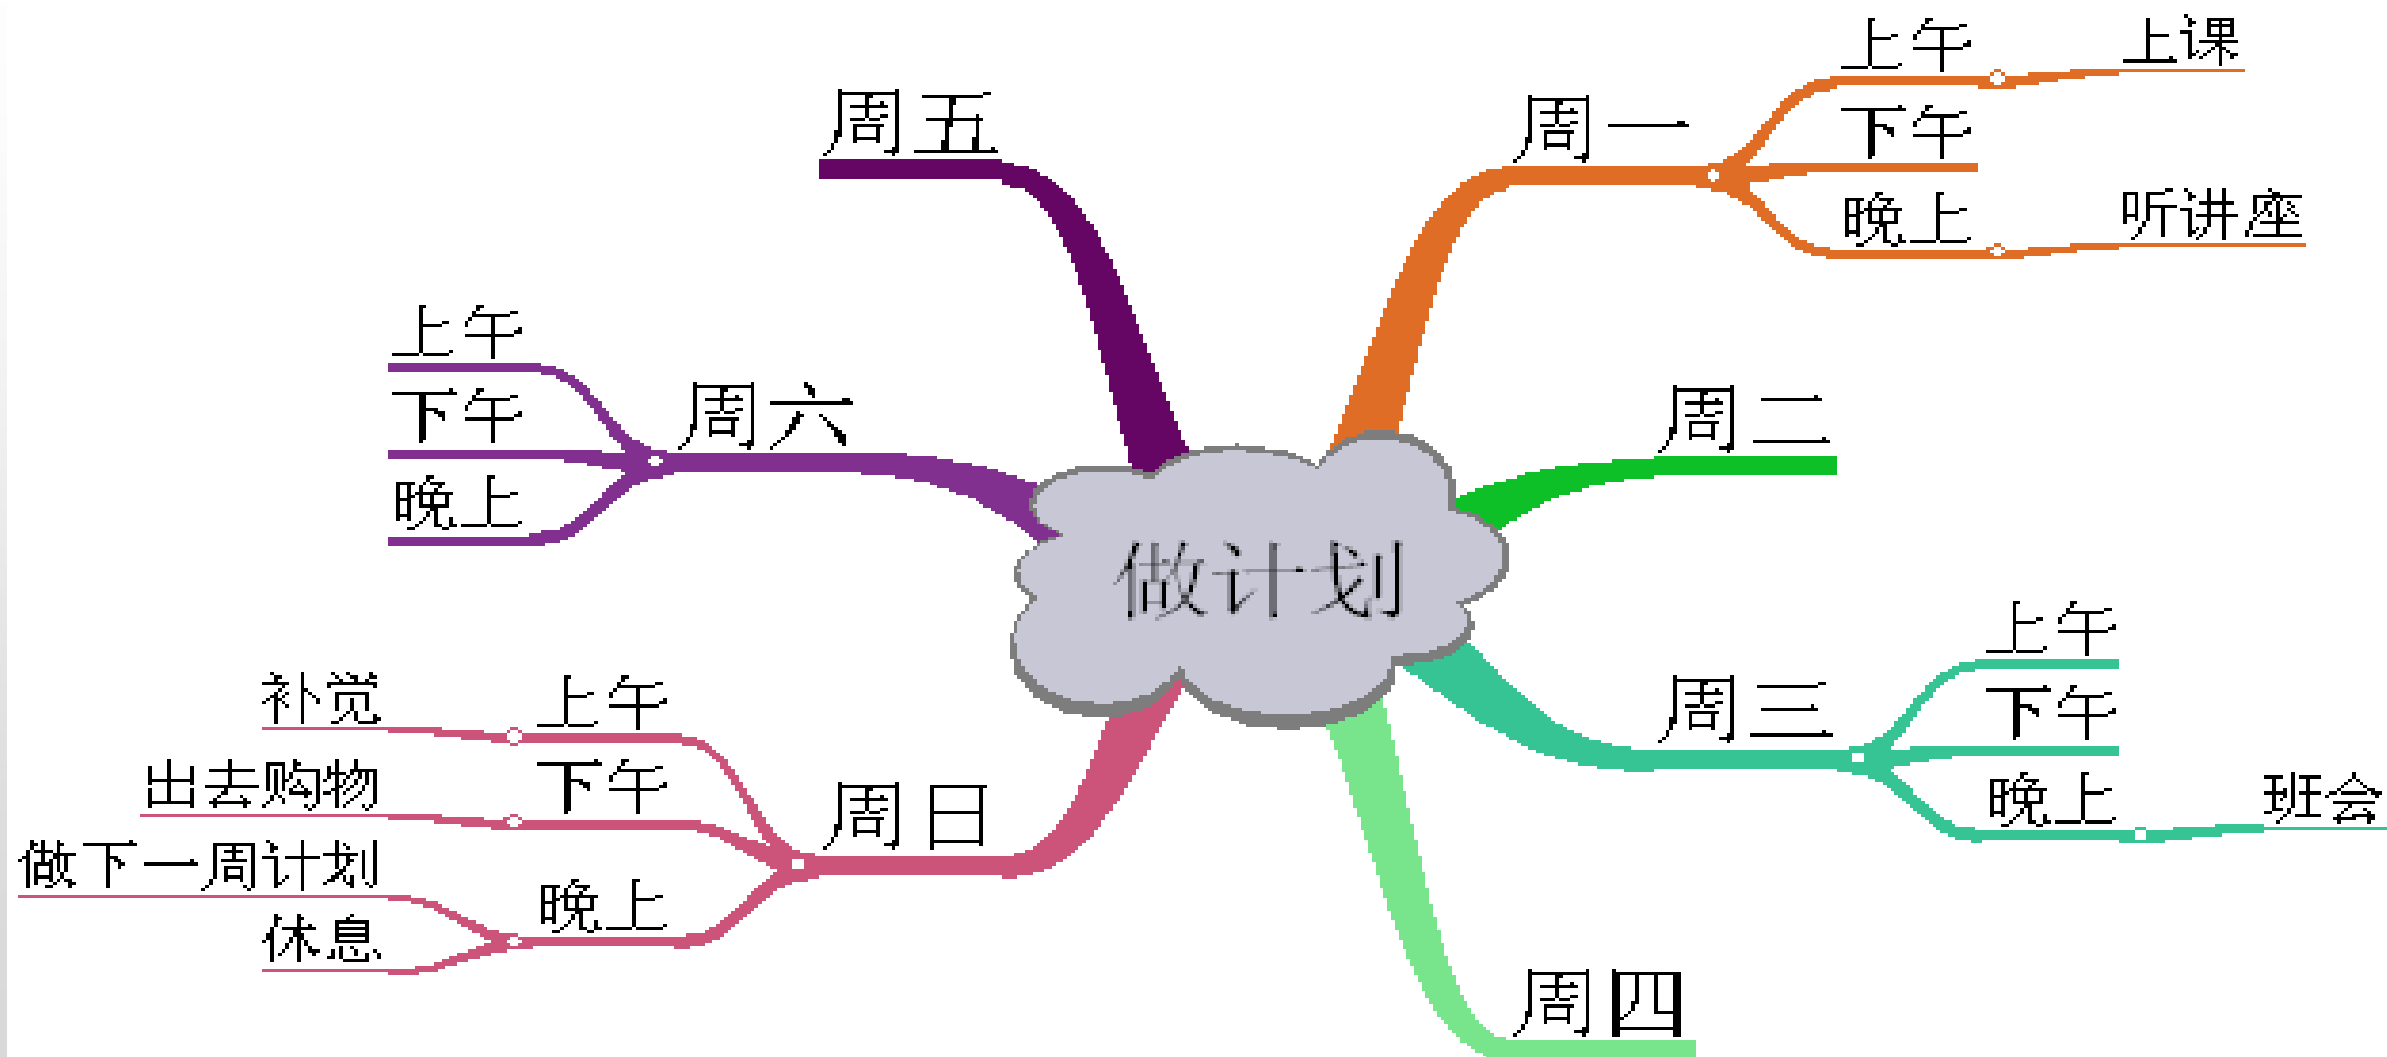 做计划
周一
上午
上课
下午
晚上
听讲座
周二
周三
上午
下午
晚上
班会
周四
周五
周六
上午
下午
晚上
周日
上午
补觉
下午
出去购物
晚上
做下一周计划
休息